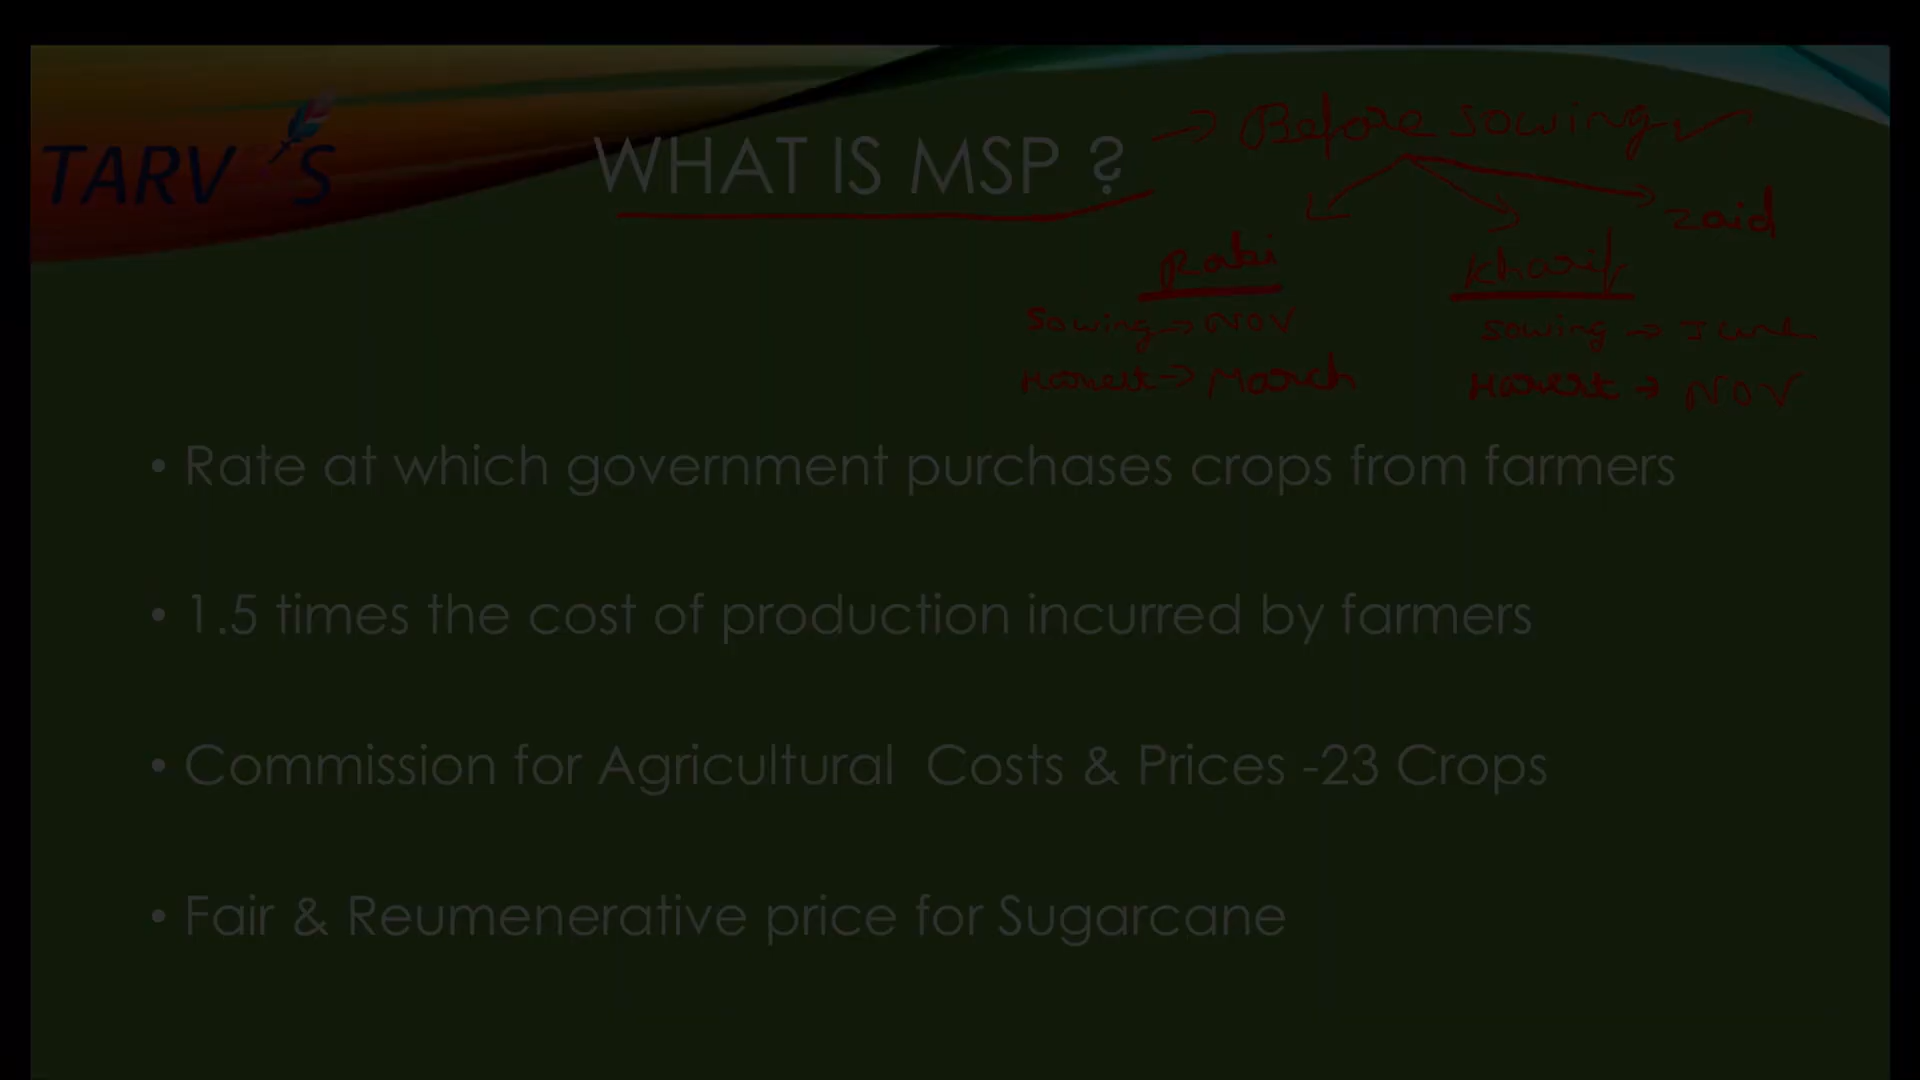 TARV'S
WHAT IS MSP ?
→ Before sowing
Rabi
Kharif
Zaid
Sowing → NOV
Harvest → March
Sowing → June
Harvest → NOV
• Rate at which government purchases crops from farmers
• 1.5 times the cost of production incurred by farmers
• Commission for Agricultural Costs & Prices -23 Crops
• Fair & Reumenerative price for Sugarcane